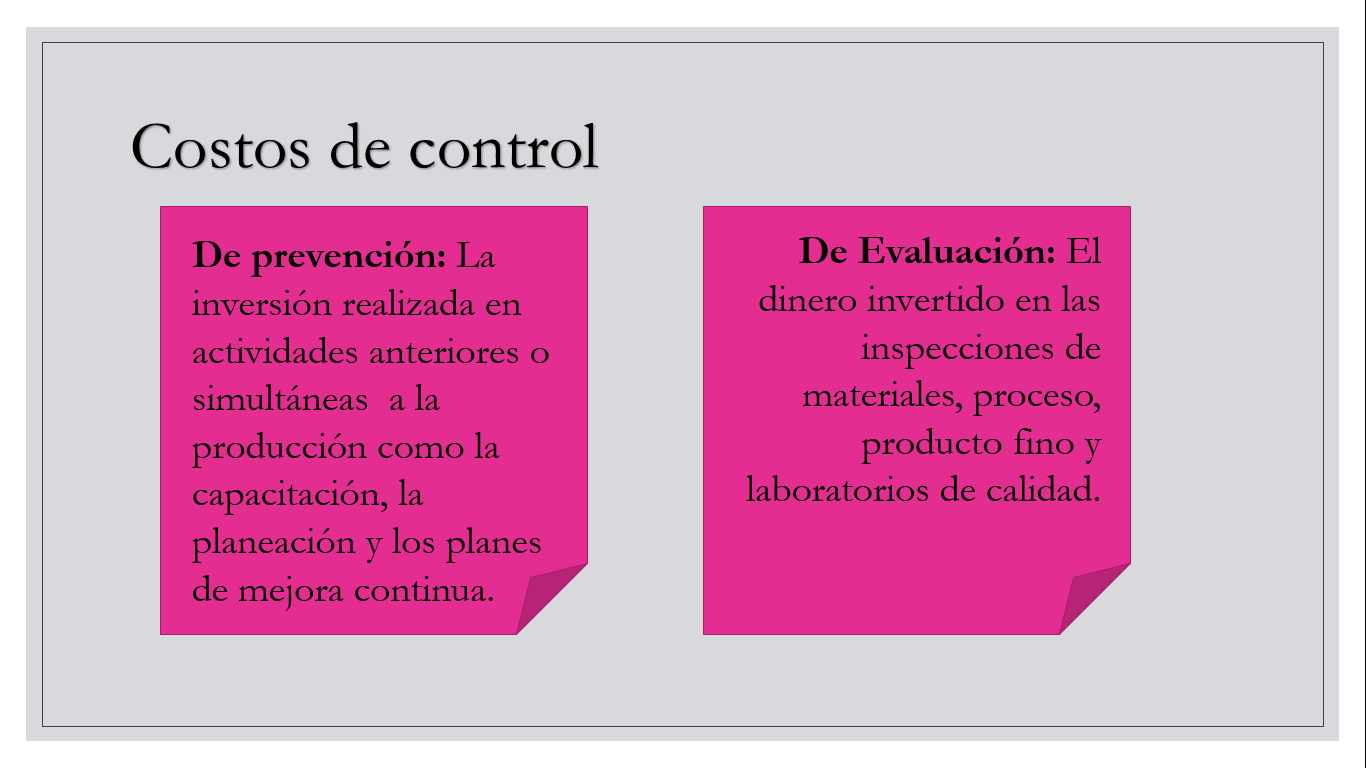 Costos de control
De prevención: La
inversión realizada en
actividades anteriores o
simultáneas  a la
producción como la
capacitación, la
planeación y los planes
de mejora continua.
De Evaluación: El
dinero invertido en las
inspecciones de
materiales, proceso,
producto fino y
laboratorios de calidad.